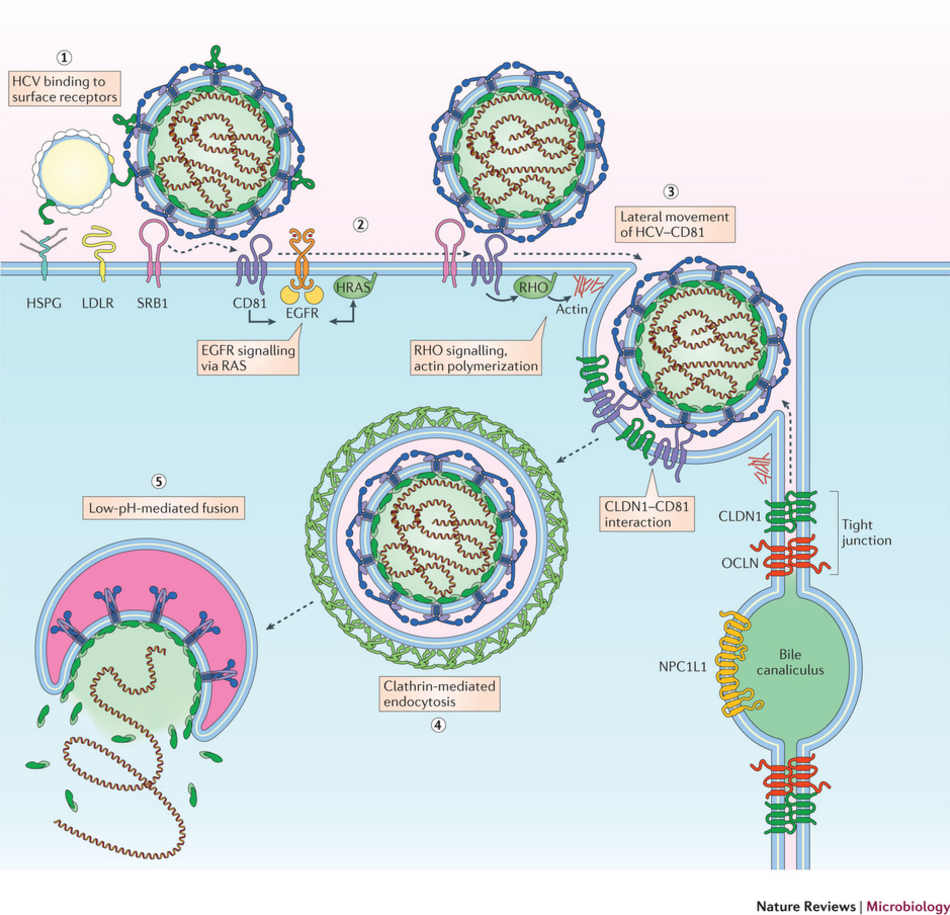 1
HCV binding to
surface receptors
2
3
Lateral movement
of HCV–CD81
HSPG
LDLR
SRB1
CD81
EGFR
HRAS
RHO
Actin
EGFR signalling
via RAS
RHO signalling,
actin polymerization
5
Low-pH-mediated fusion
CLDN1–CD81
interaction
CLDN1
OCLN
Tight
junction
NPC1L1
Bile
canaliculus
Clathrin-mediated
endocytosis
4
Nature Reviews | Microbiology